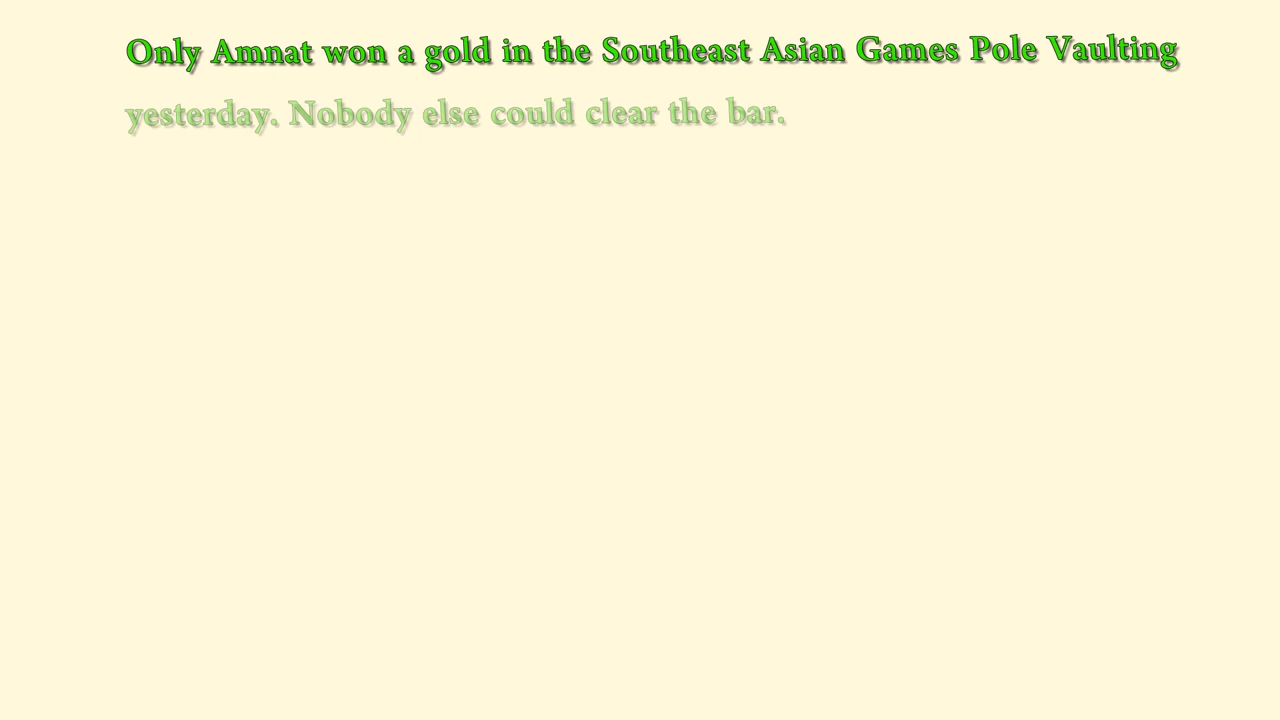 Only Amnat won a gold in the Southeast Asian Games Pole Vaulting
yesterday. Nobody else could clear the bar.